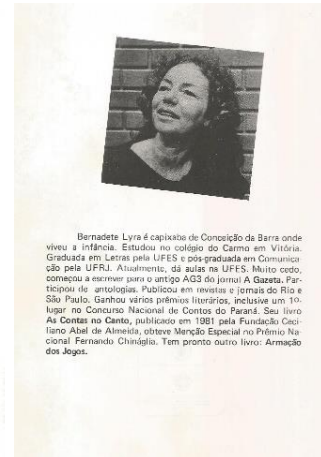 Bernadete Lyra é capixaba de Conceição da Barra onde
viveu a infância. Estudou no colégio do Carmo em Vitória.
Graduada em Letras pela UFES e pós-graduada em Comunica-
ção pela UFRJ. Atualmente, dá aulas na UFES. Muito cedo,
começou a escrever para o antigo AG3 do jornal A Gazeta. Par-
ticipou de antologias. Publicou em revistas e jornais do Rio e
São Paulo. Ganhou vários prêmios literários, inclusive um 1º-
lugar no Concurso Nacional de Contos do Paraná. Seu livro
As Contas no Canto, publicado em 1981 pela Fundação Ceci-
liano Abel de Almeida, obteve Menção Especial no Prêmio Na-
cional Fernando Chináglia. Tem pronto outro livro: Armação
dos Jogos.